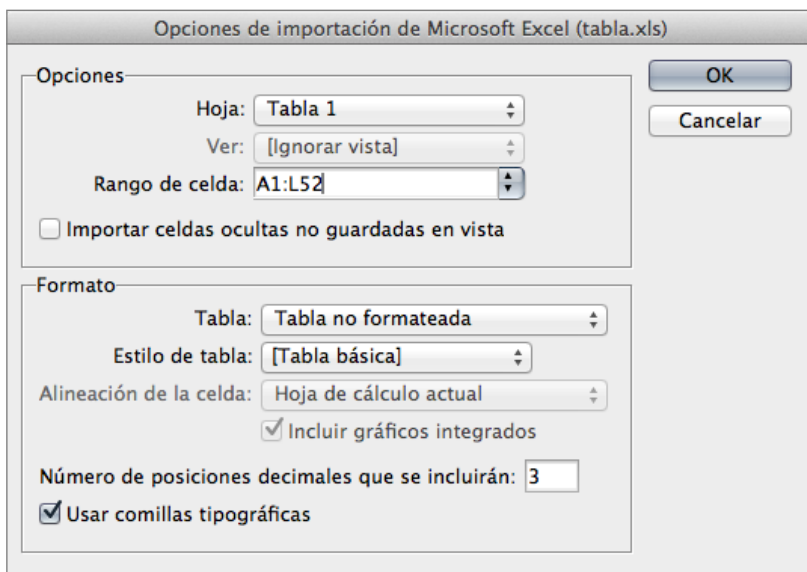 Opciones de importación de Microsoft Excel (tabla.xls)
Opciones
Hoja: Tabla 1
Ver: [Ignorar vista]
Rango de celda: A1:L52
Importar celdas ocultas no guardadas en vista
OK
Cancelar
Formato
Tabla: Tabla no formateada
Estilo de tabla: [Tabla básica]
Alineación de la celda: Hoja de cálculo actual
Incluir gráficos integrados
Número de posiciones decimales que se incluirán: 3
Usar comillas tipográficas